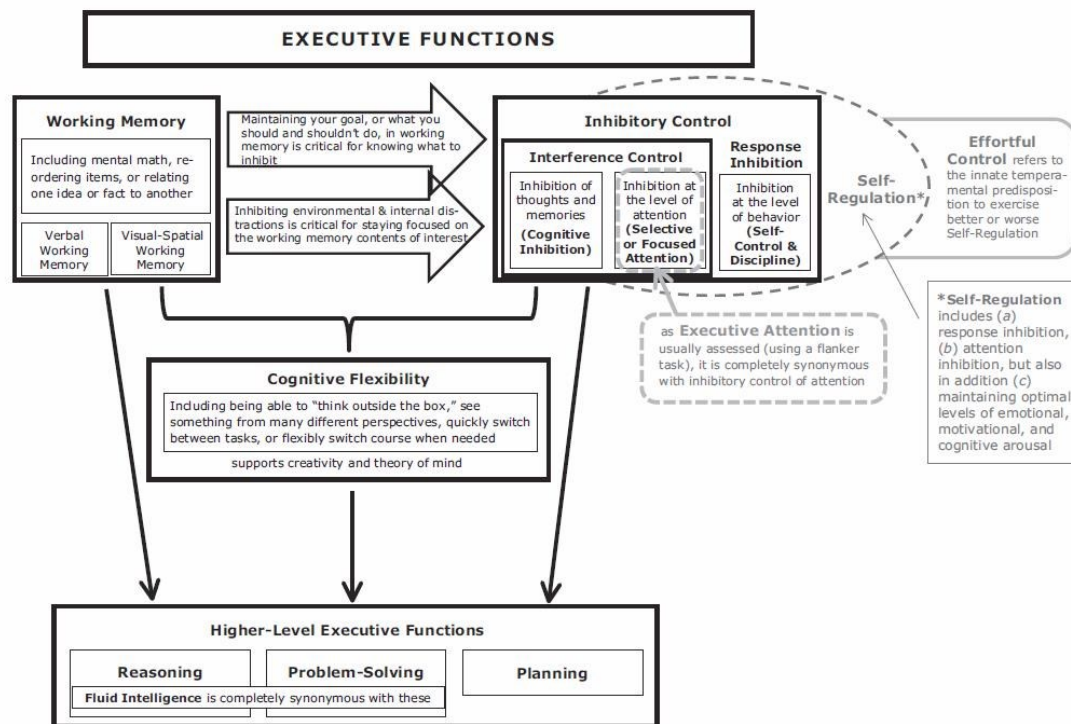 EXECUTIVE FUNCTIONS
Working Memory
Including mental math, re-
ordering items, or relating
one idea or fact to another
Verbal
Working
Memory
Visual-Spatial
Working
Memory
Maintaining your goal, or what you
should and shouldn't do, in working
memory is critical for knowing what to
inhibit
Inhibiting environmental & internal dis-
tractions is critical for staying focused on
the working memory contents of interest
Inhibitory Control
Interference Control
Inhibition of
thoughts and
memories
(Cognitive
Inhibition)
Inhibition at
the level of
attention
(Selective
or Focused
Attention)
Response
Inhibition
Inhibition
at the level
of behavior
(Self-
Control &
Discipline)
Self-
Regulation*
Effortful
Control refers to
the innate tempera-
mental predisposi-
tion to exercise
better or worse
Self-Regulation
*Self-Regulation
includes (a)
response inhibition,
(b) attention
inhibition, but also
in addition (c)
maintaining optimal
levels of emotional,
motivational, and
cognitive arousal
as Executive Attention is
usually assessed (using a flanker
task), it is completely synonymous
with inhibitory control of attention
Cognitive Flexibility
Including being able to "think outside the box," see
something from many different perspectives, quickly switch
between tasks, or flexibly switch course when needed
supports creativity and theory of mind
Higher-Level Executive Functions
Reasoning
Problem-Solving
Planning
Fluid Intelligence is completely synonymous with these